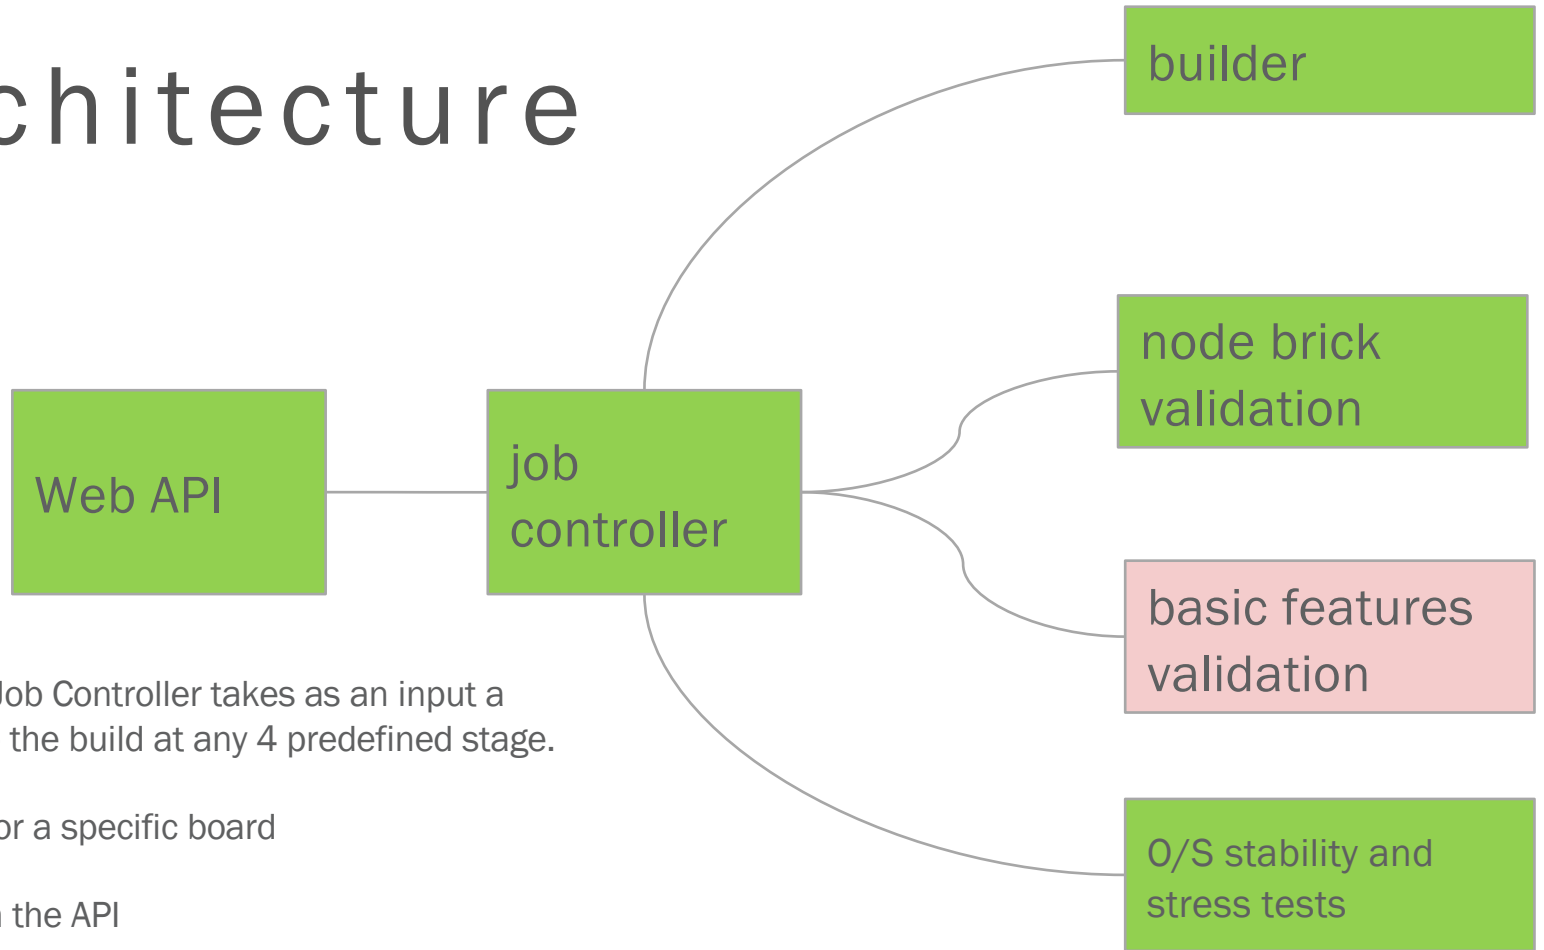 chitecture
builder
node brick
validation
Web API
job
controller
basic features
validation
Job Controller takes as an input a
the build at any 4 predefined stage.
or a specific board
the API
O/S stability and
stress tests